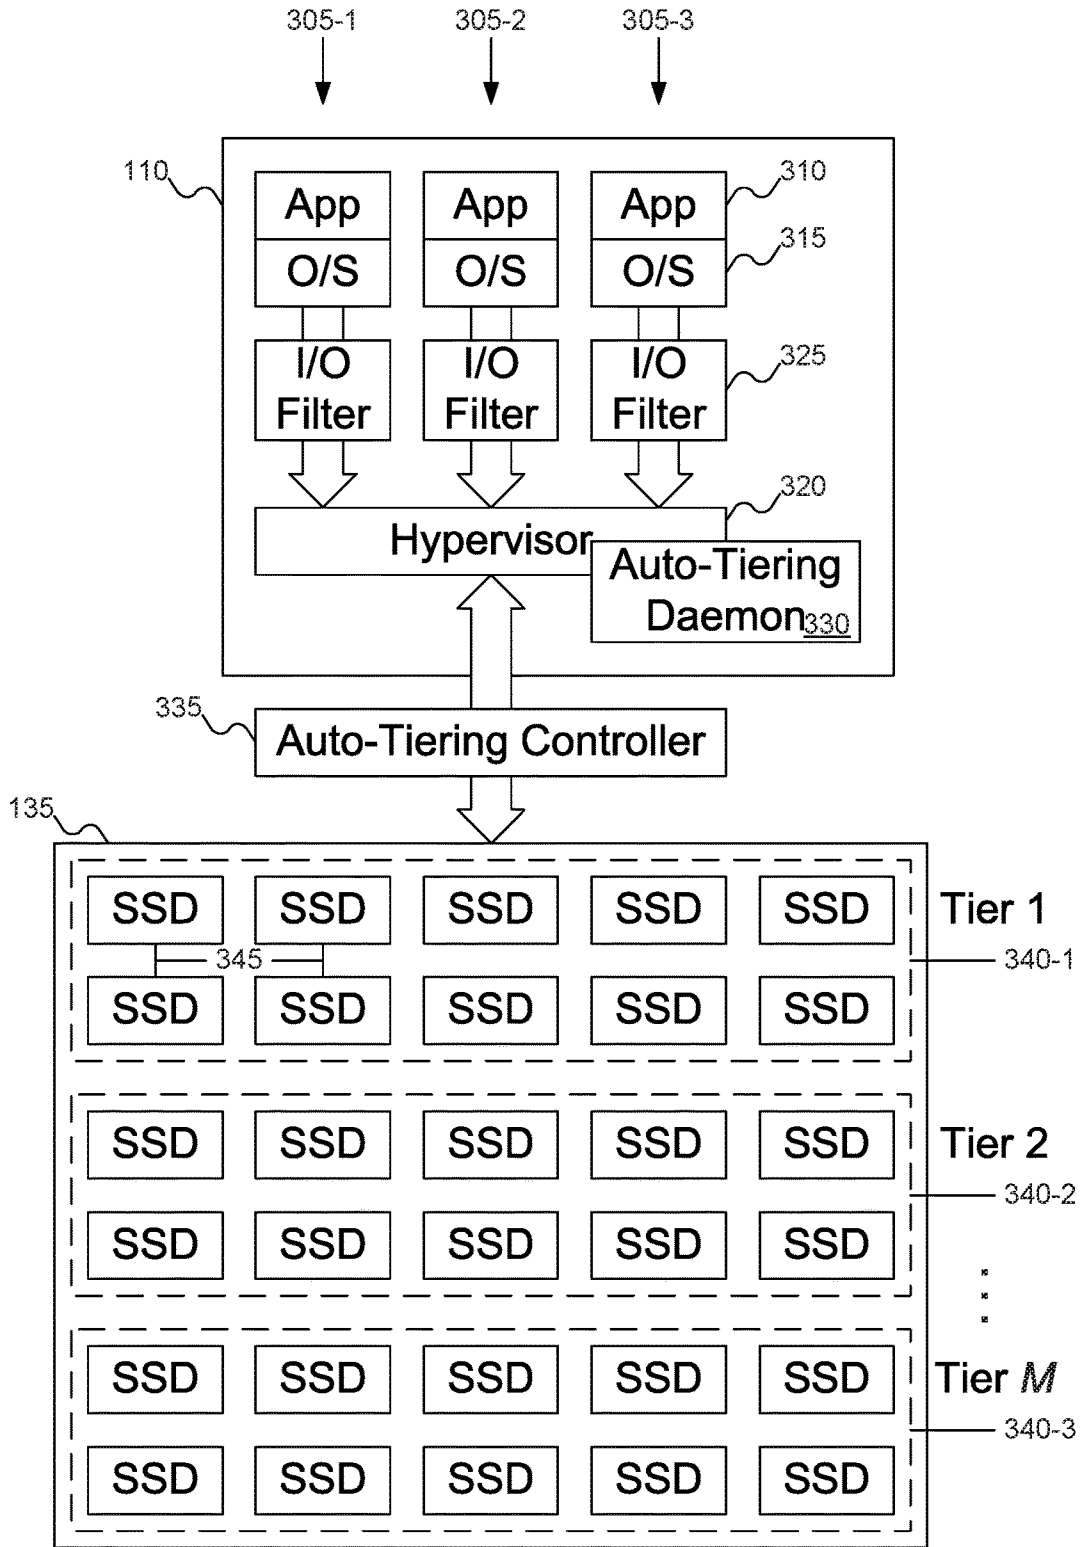 305-1 305-2 305-3
110
App App App 310
O/S O/S O/S 315
I/O I/O I/O 325
Filter Filter Filter
320
Hypervisor
Auto-Tiering
Daemon 330
335
Auto-Tiering Controller
135
SSD SSD SSD SSD SSD Tier 1
345 340-1
SSD SSD SSD SSD SSD
SSD SSD SSD SSD SSD Tier 2
340-2
SSD SSD SSD SSD SSD
SSD SSD SSD SSD SSD Tier M
340-3
SSD SSD SSD SSD SSD